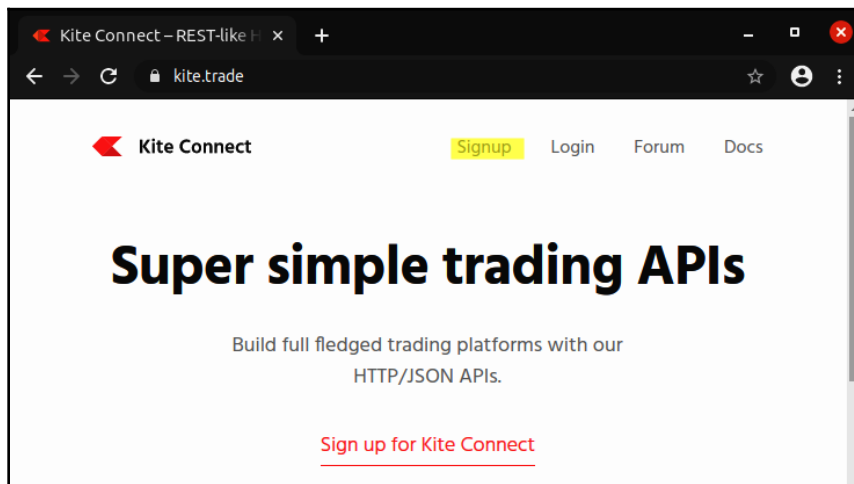 Kite Connect – REST-like H
kite.trade
Kite Connect Signup Login Forum Docs
Super simple trading APIs
Build full fledged trading platforms with our
HTTP/JSON APIs.
Sign up for Kite Connect